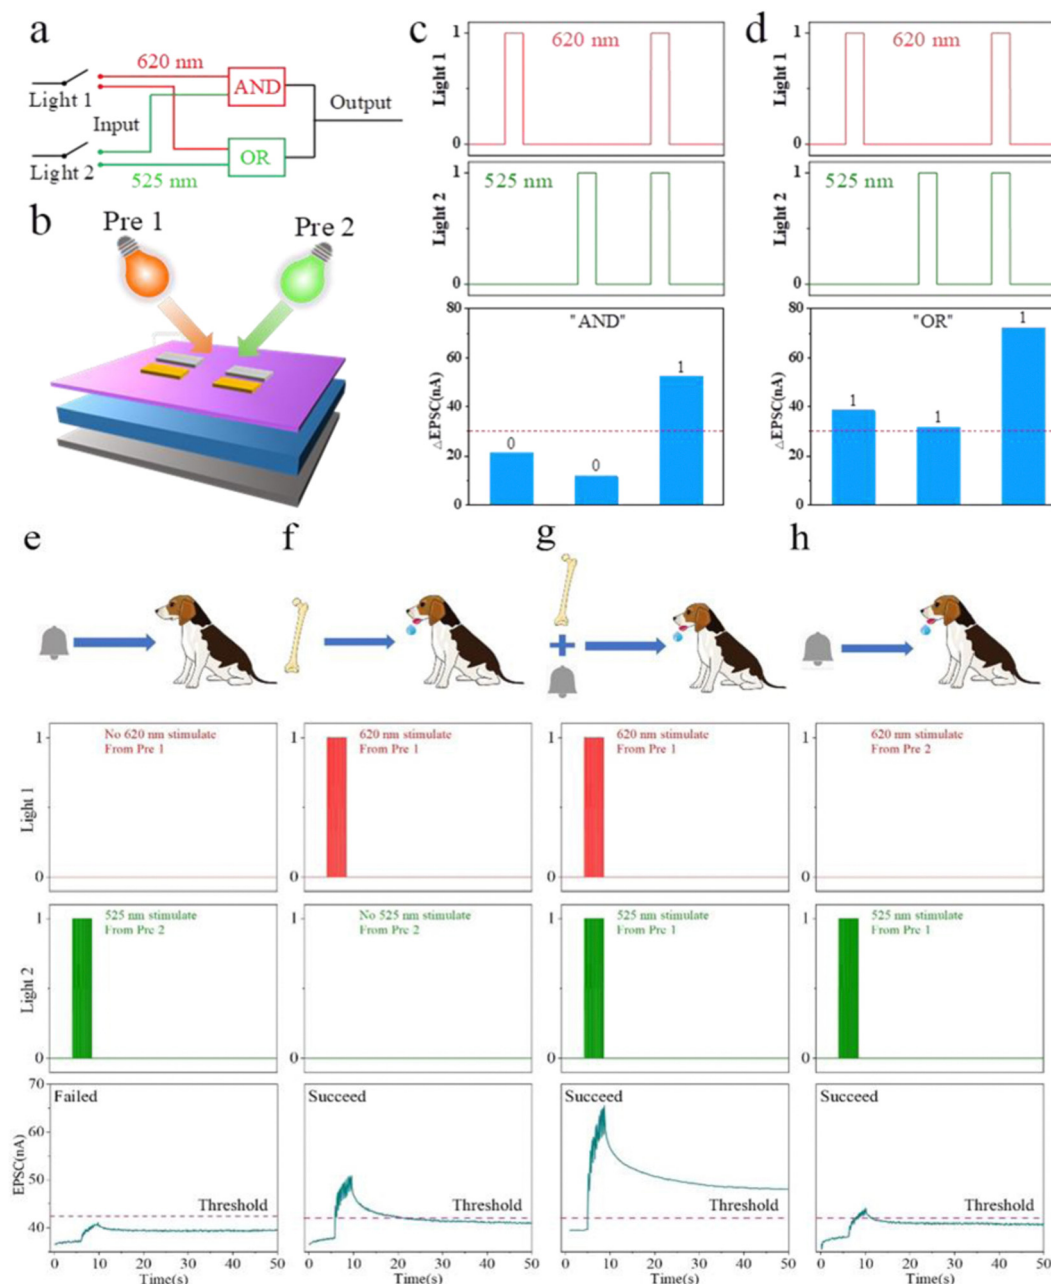 a
620 nm
AND
Light 1
Output
Input
OR
Light 2
525 nm
b
Pre 1
Pre 2
c
1
620 nm
Light 1
0
1
525 nm
Light 2
0
80
"AND"
1
60
△EPSC(nA)
40
0
20
0
0
d
1
620 nm
Light 1
0
1
525 nm
Light 2
0
80
"OR"
1
60
△EPSC(nA)
1
40
1
20
0
e
f
g
h
1
No 620 nm stimulate
From Pre 1
Light 1
0
1
620 nm stimulate
From Pre 1
0
1
620 nm stimulate
From Pre 1
0
1
620 nm stimulate
From Pre 2
0
1
525 nm stimulate
From Pre 2
Light 2
0
1
No 525 nm stimulate
From Pre 2
0
1
525 nm stimulate
From Pre 1
0
1
525 nm stimulate
From Pre 1
0
70
Failed
60
EPSC(nA)
50
Threshold
40
0 10 20 30 40 50
Time(s)
Succeed
Threshold
0 10 20 30 40 50
Time(s)
Succeed
Threshold
0 10 20 30 40 50
Time(s)
Succeed
Threshold
0 10 20 30 40 50
Time(s)